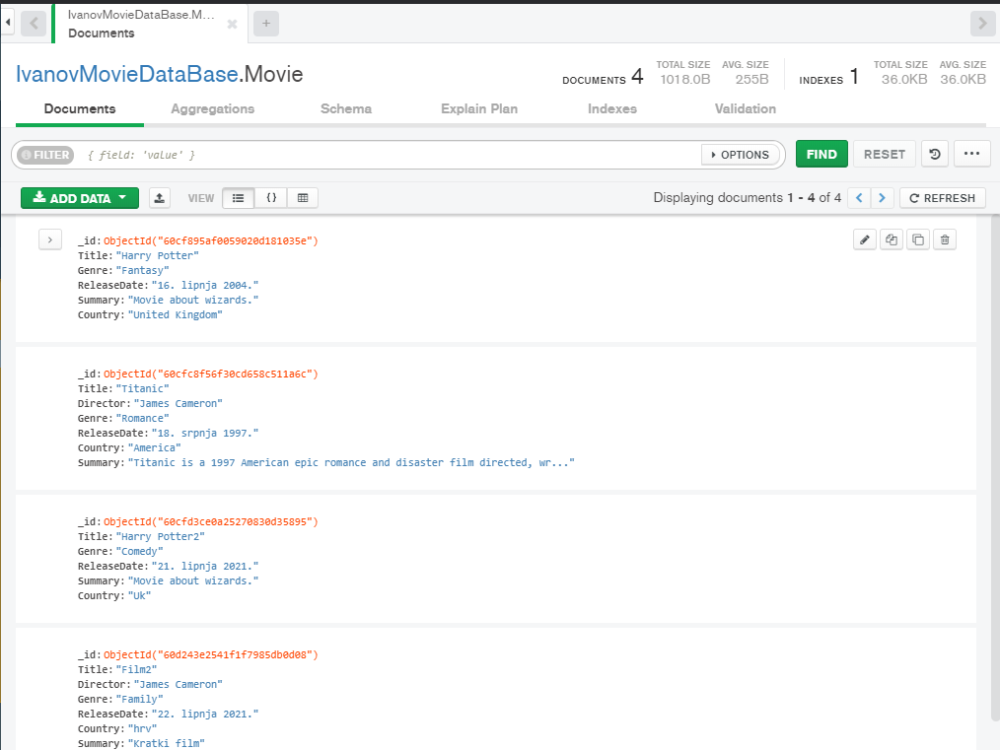 IvanovMovieDataBase.M...
Documents
IvanovMovieDataBase.Movie
DOCUMENTS 4 TOTAL SIZE 1018.0B AVG. SIZE 255B INDEXES 1 TOTAL SIZE 36.0KB AVG. SIZE 36.0KB
Documents Aggregations Schema Explain Plan Indexes Validation
FILTER { field: 'value' } OPTIONS FIND RESET ...
ADD DATA VIEW {} Displaying documents 1 - 4 of 4 < > REFRESH
_id: ObjectId("60cf895af0059020d181035e")
Title: "Harry Potter"
Genre: "Fantasy"
ReleaseDate: "16. lipnja 2004."
Summary: "Movie about wizards."
Country: "United Kingdom"
_id: ObjectId("60cfc8f56f30cd658c511a6c")
Title: "Titanic"
Director: "James Cameron"
Genre: "Romance"
ReleaseDate: "18. srpnja 1997."
Country: "America"
Summary: "Titanic is a 1997 American epic romance and disaster film directed, wr..."
_id: ObjectId("60cfd3ce0a25270830d35895")
Title: "Harry Potter2"
Genre: "Comedy"
ReleaseDate: "21. lipnja 2021."
Summary: "Movie about wizards."
Country: "Uk"
_id: ObjectId("60d243e2541f1f7985db0d08")
Title: "Film2"
Director: "James Cameron"
Genre: "Family"
ReleaseDate: "22. lipnja 2021."
Country: "hrv"
Summary: "Kratki film"